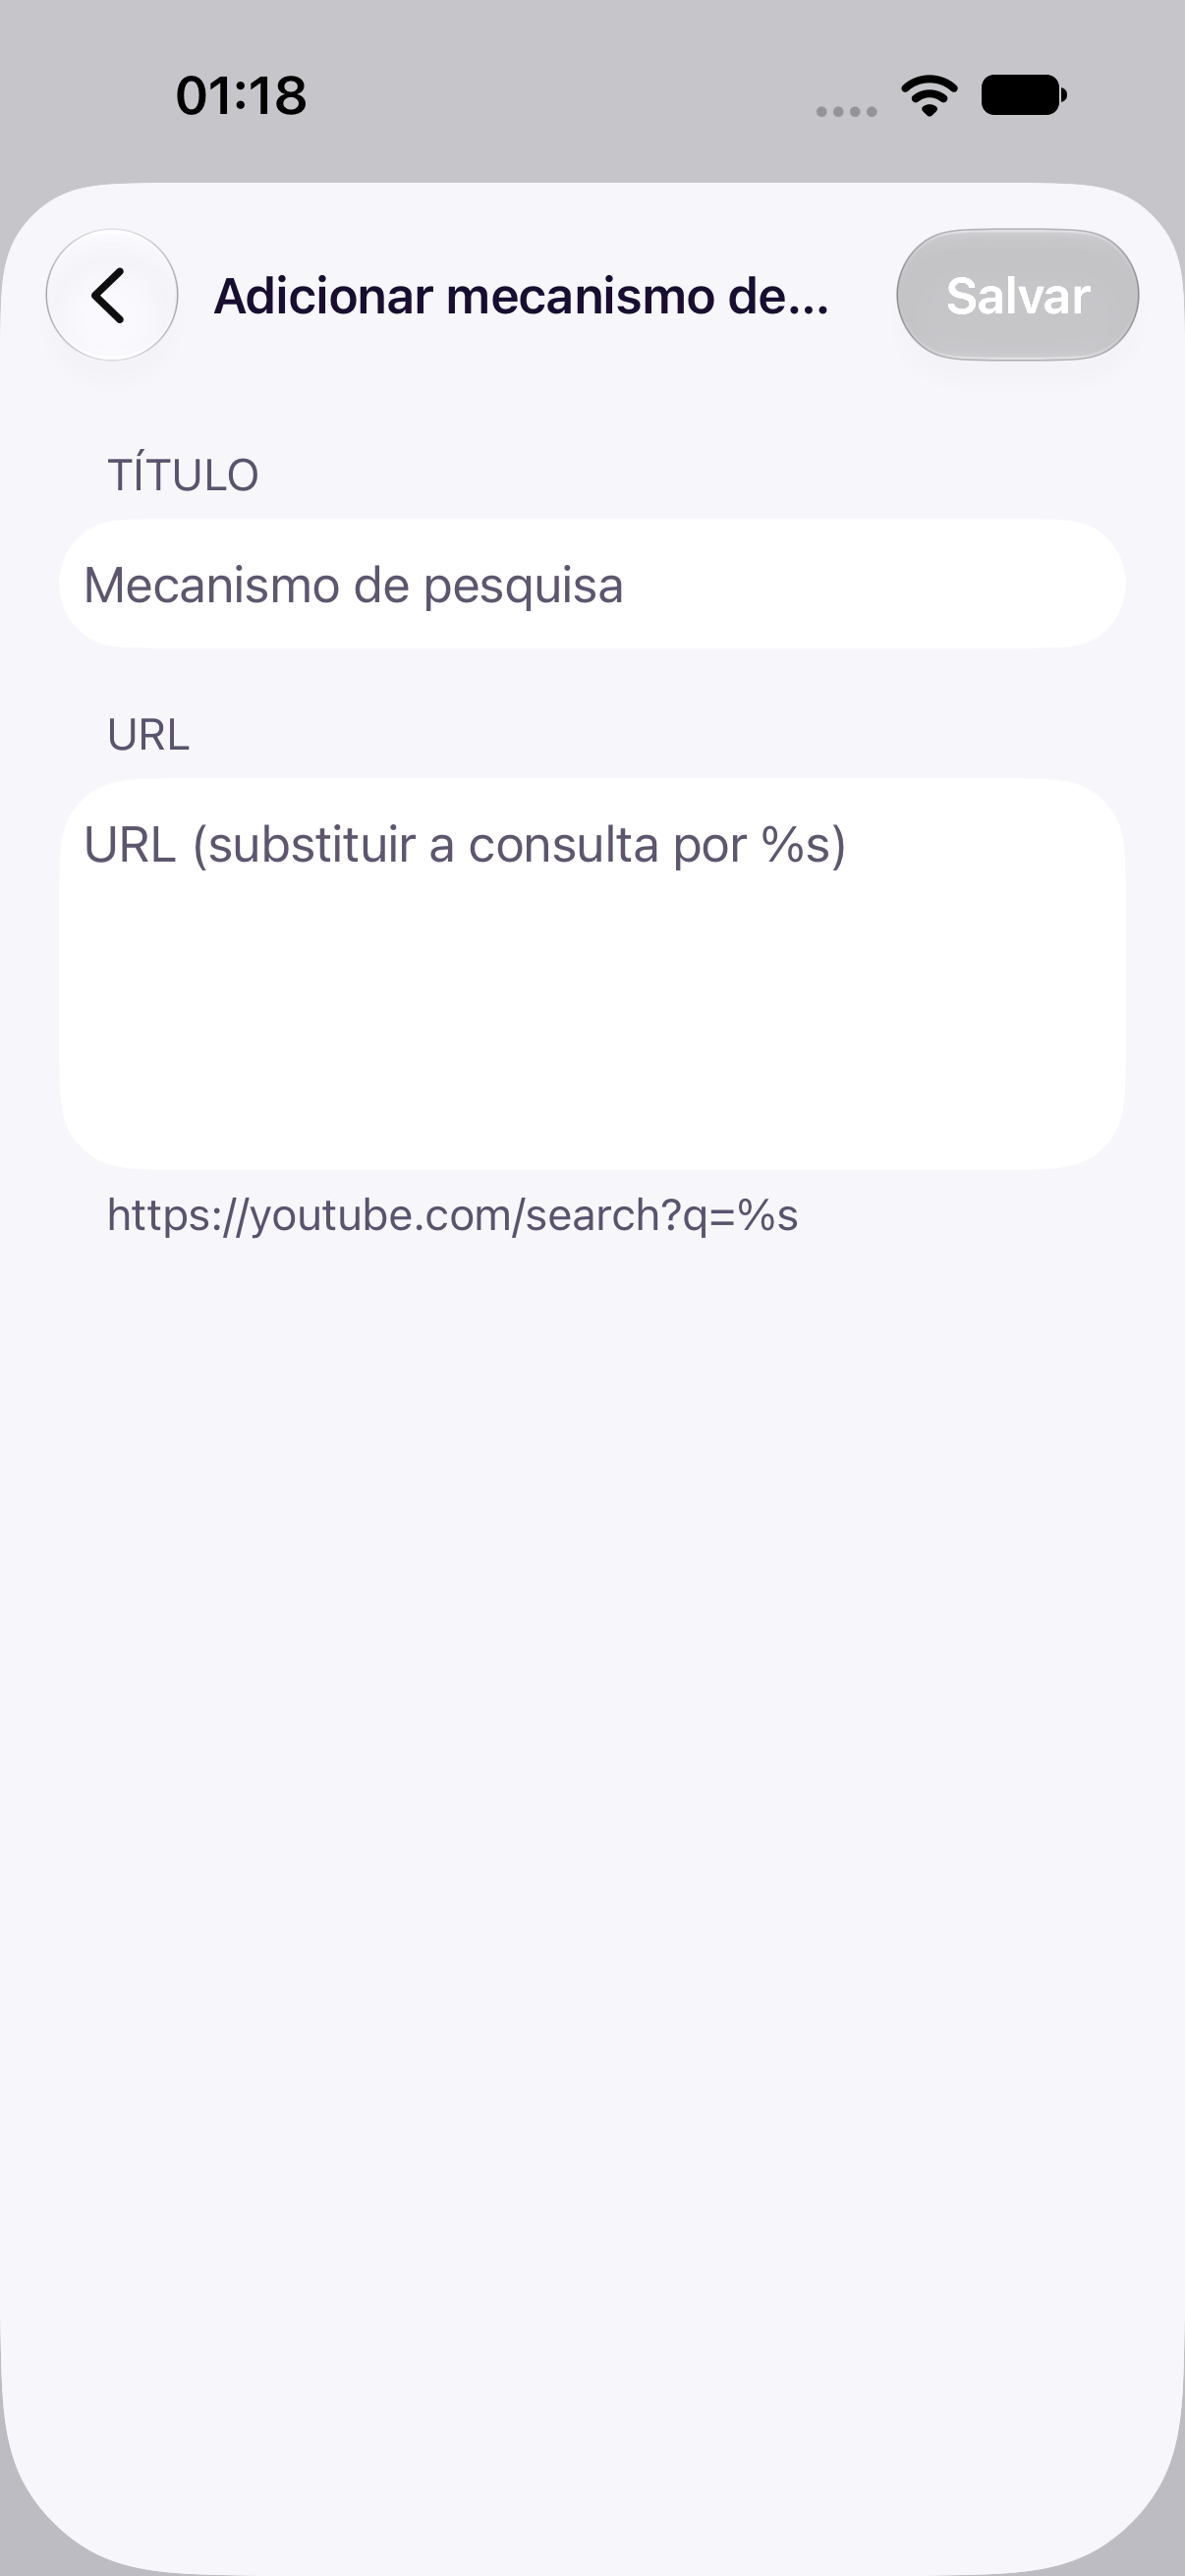 01:18
Adicionar mecanismo de...
Salvar
TÍTULO
Mecanismo de pesquisa
URL
URL (substituir a consulta por %s)
https://youtube.com/search?q=%s